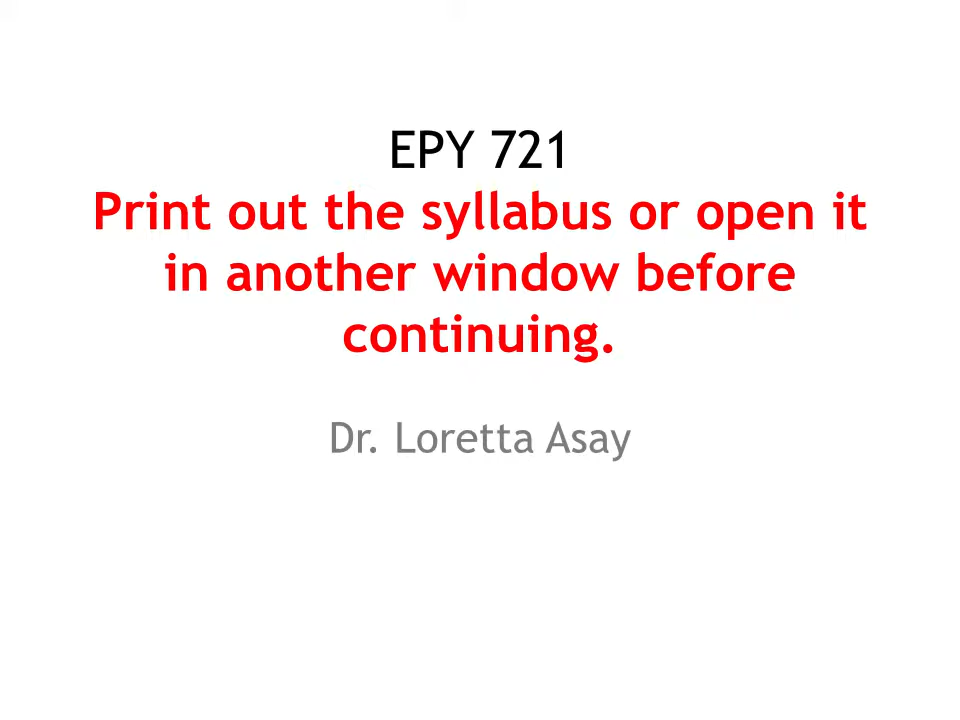 EPY 721
Print out the syllabus or open it
in another window before
continuing.
Dr. Loretta Asay